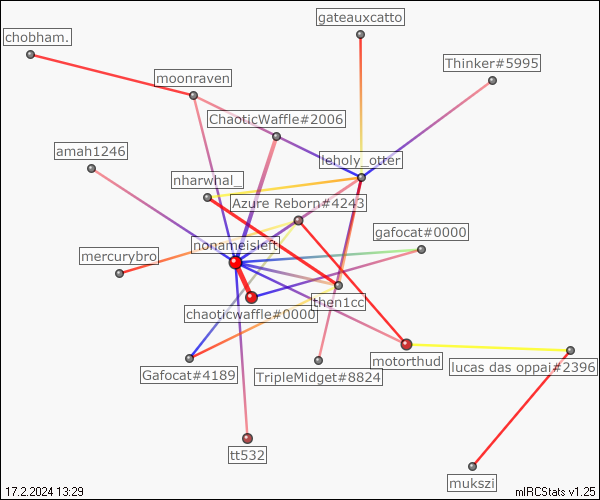 gateauxcatto
chobham.
Thinker#5995
moonraven
ChaoticWaffle#2006
amah1246
leholy_otter
nharwhal_
Azure Reborn#4243
gafocat#0000
nonameisleft
mercurybro
then1cc
chaoticwaffle#0000
motorthud
lucas das oppai#2396
Gafocat#4189
TripleMidget#8824
tt532
mukszi
17.2.2024 13:29
mIRCStats v1.25